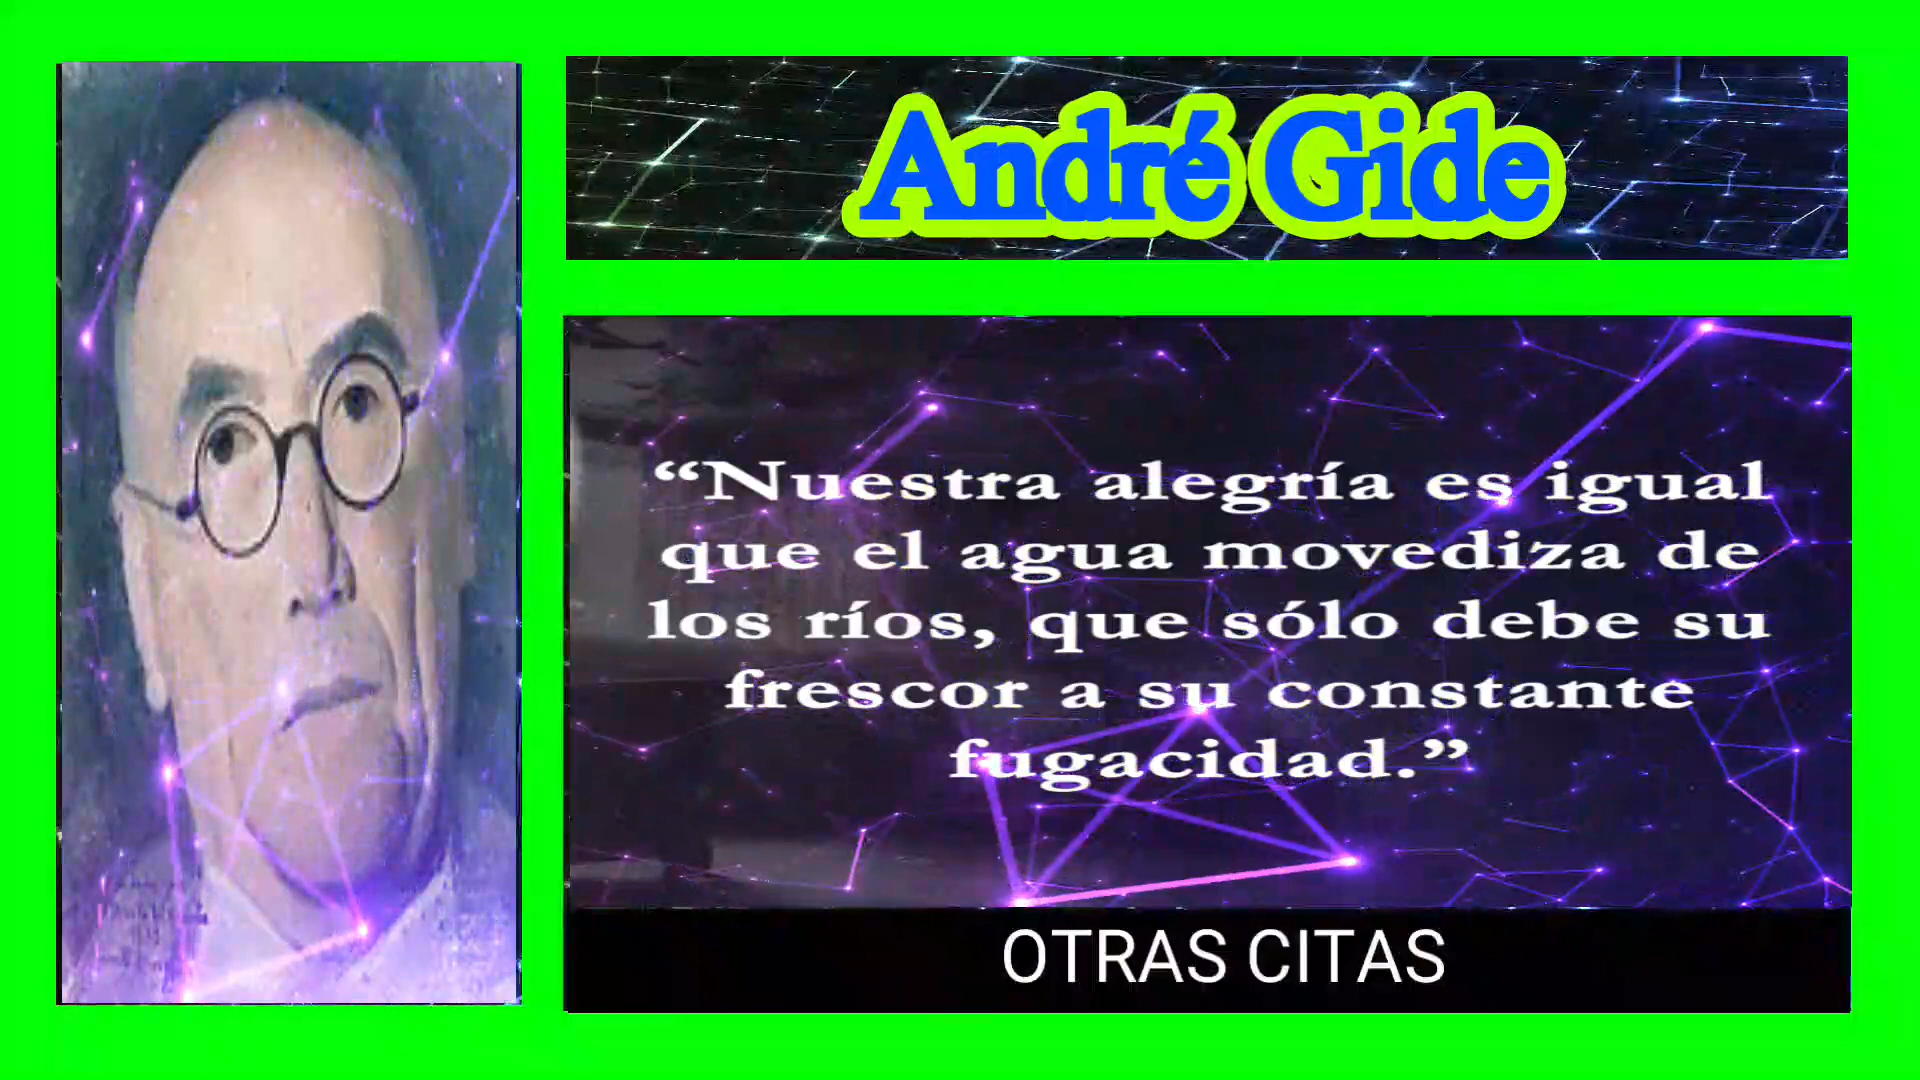 André Gide
“Nuestra alegría es igual
que el agua movediza de
los ríos, que sólo debe su
frescor a su constante
fugacidad.”
OTRAS CITAS